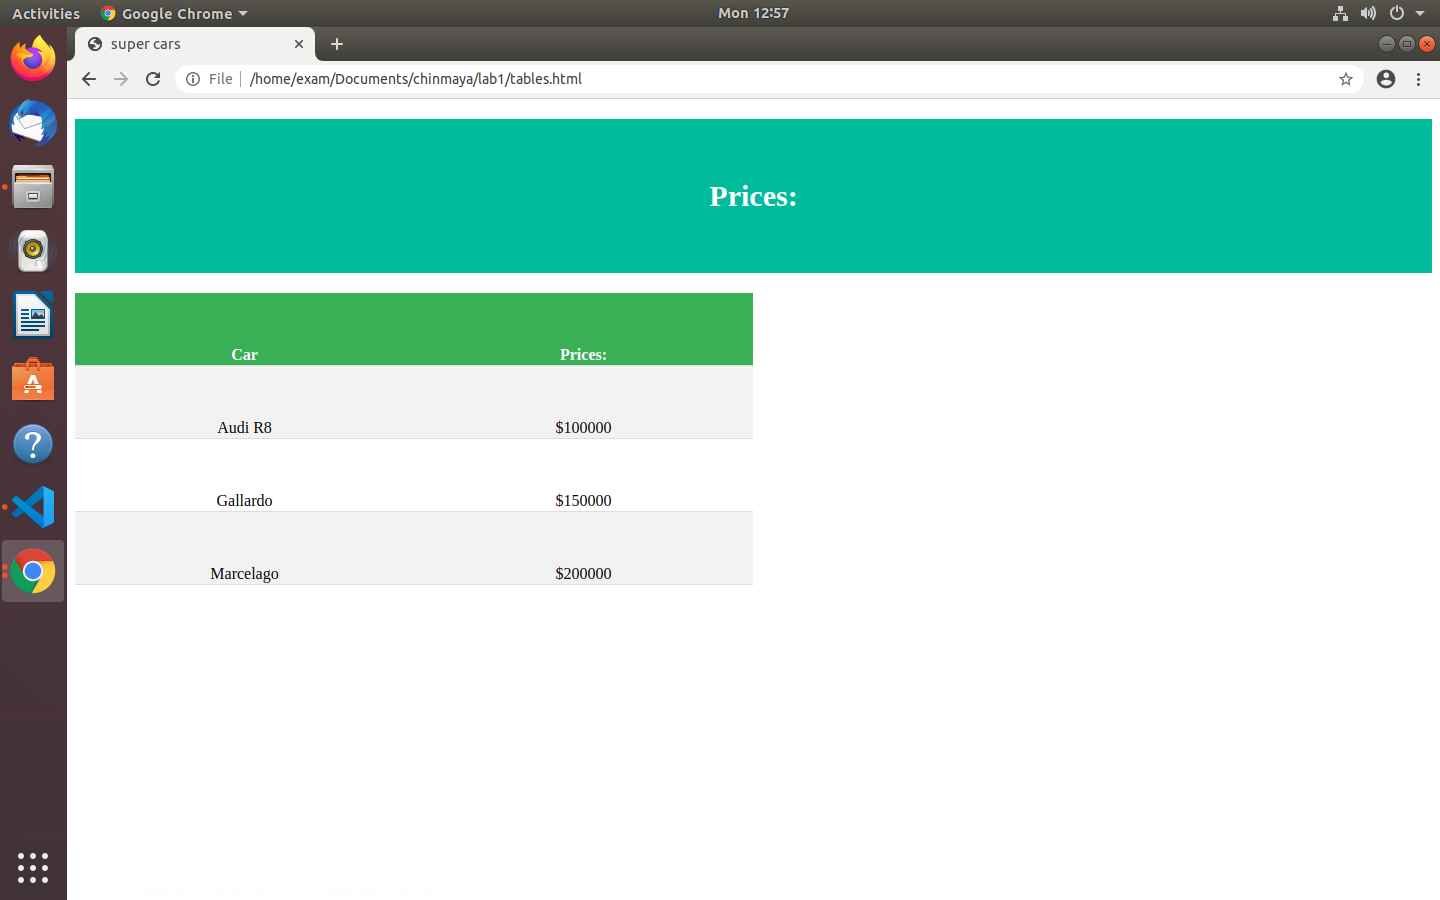 Activities Google Chrome Mon 12:57
super cars
File /home/exam/Documents/chinmaya/lab1/tables.html
Prices:
Car Prices:
Audi R8 $100000
Gallardo $150000
Marcelago $200000